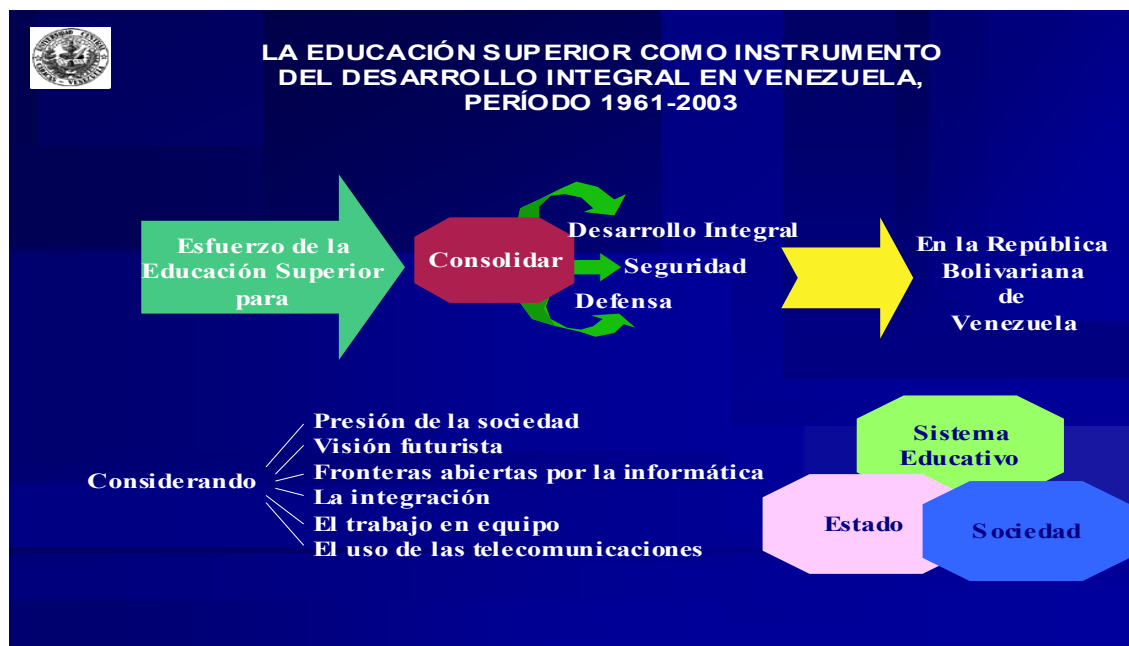 LA EDUCACIÓN SUPERIOR COMO INSTRUMENTO
DEL DESARROLLO INTEGRAL EN VENEZUELA,
PERÍODO 1961-2003
Esfuerzo de la
Educación Superior
para
Consolidar
Desarrollo Integral
Seguridad
Defensa
En la República
Bolivariana
de
Venezuela
Considerando
Presión de la sociedad
Visión futurista
Fronteras abiertas por la informática
La integración
El trabajo en equipo
El uso de las telecomunicaciones
Sistema
Educativo
Estado
Sociedad